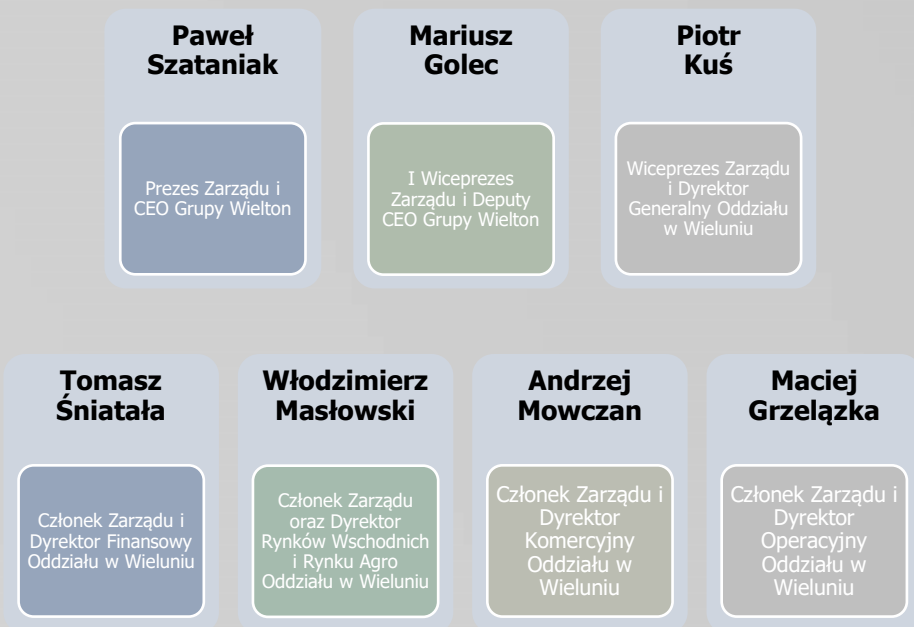 Paweł
Szataniak
Prezes Zarządu i
CEO Grupy Wielton
Mariusz
Golec
I Wiceprezes
Zarządu i Deputy
CEO Grupy Wielton
Piotr
Kuś
Wiceprezes Zarządu
i Dyrektor
Generalny Oddziału
w Wieluniu
Tomasz
Śniatała
Członek Zarządu i
Dyrektor Finansowy
Oddziału w Wieluniu
Włodzimierz
Masłowski
Członek Zarządu
oraz Dyrektor
Rynków Wschodnich
i Rynku Agro
Oddziału w Wieluniu
Andrzej
Mowczan
Członek Zarządu i
Dyrektor
Komercyjny
Oddziału w
Wieluniu
Maciej
Grzelązka
Członek Zarządu i
Dyrektor
Operacyjny
Oddziału w
Wieluniu